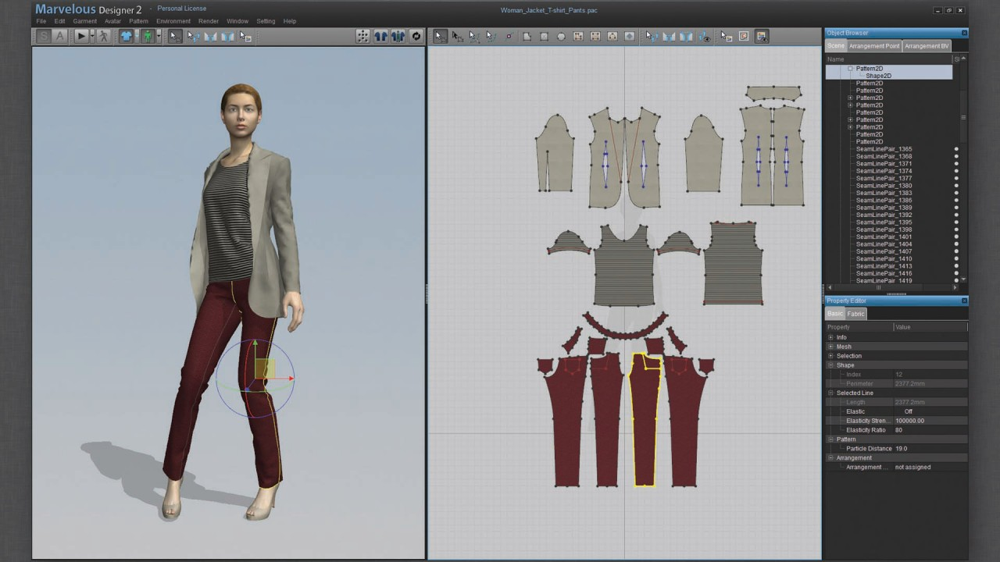 Marvelous Designer 2 - Personal License
Woman_Jacket_T-shirt_Pants.pac
File Edit Garment Avatar Pattern Environment Render Window Setting Help
S A
Object Browser
Scene Arrangement Point Arrangement BV
Name
Pattern2D
Shape2D
Pattern2D
Pattern2D
Pattern2D
Pattern2D
Pattern2D
Pattern2D
Pattern2D
Pattern2D
Pattern2D
SeamLinePair_1365
SeamLinePair_1368
SeamLinePair_1371
SeamLinePair_1374
SeamLinePair_1377
SeamLinePair_1380
SeamLinePair_1383
SeamLinePair_1386
SeamLinePair_1389
SeamLinePair_1392
SeamLinePair_1395
SeamLinePair_1398
SeamLinePair_1401
SeamLinePair_1404
SeamLinePair_1407
SeamLinePair_1410
SeamLinePair_1413
SeamLinePair_1416
SeamLinePair_1419
Property Editor
Basic Fabric
Property Value
Info
Mesh
Selection
Shape
Index 12
Perimeter 2377.2mm
Selected Line
Length 2377.2mm
Elastic Off
Elasticity Stren... 100000.00
Elasticity Ratio 80
Pattern
Particle Distance 19.0
Arrangement
Arrangement ... not assigned